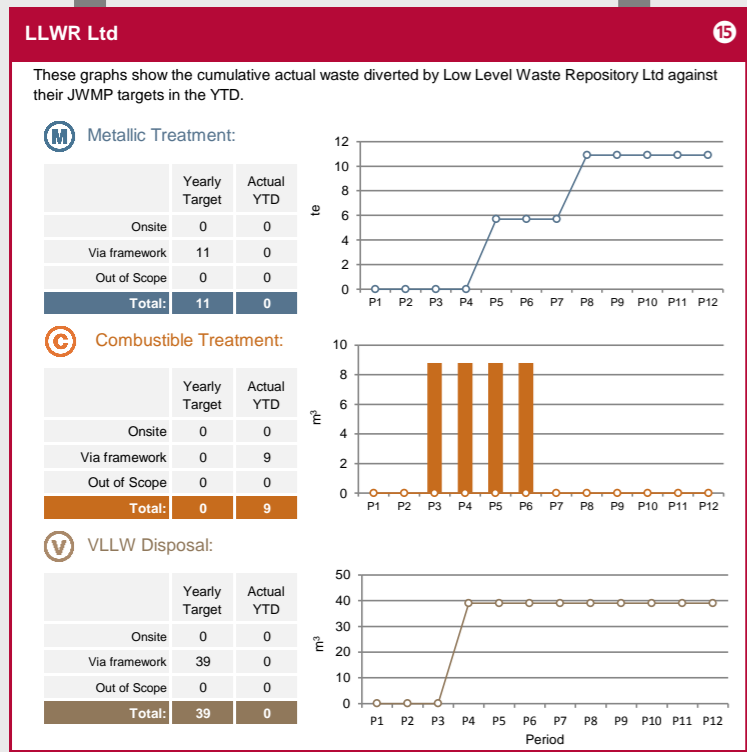 LLWR Ltd
15
These graphs show the cumulative actual waste diverted by Low Level Waste Repository Ltd against
their JWMP targets in the YTD.
M Metallic Treatment:
Yearly Target Actual YTD
Onsite 0 0
Via framework 11 0
Out of Scope 0 0
Total: 11 0
12
10
8
6
4
2
0
te
P1 P2 P3 P4 P5 P6 P7 P8 P9 P10 P11 P12
C Combustible Treatment:
Yearly Target Actual YTD
Onsite 0 0
Via framework 0 9
Out of Scope 0 0
Total: 0 9
10
8
6
4
2
0
m³
P1 P2 P3 P4 P5 P6 P7 P8 P9 P10 P11 P12
V VLLW Disposal:
Yearly Target Actual YTD
Onsite 0 0
Via framework 39 0
Out of Scope 0 0
Total: 39 0
50
40
30
20
10
0
m³
P1 P2 P3 P4 P5 P6 P7 P8 P9 P10 P11 P12
Period